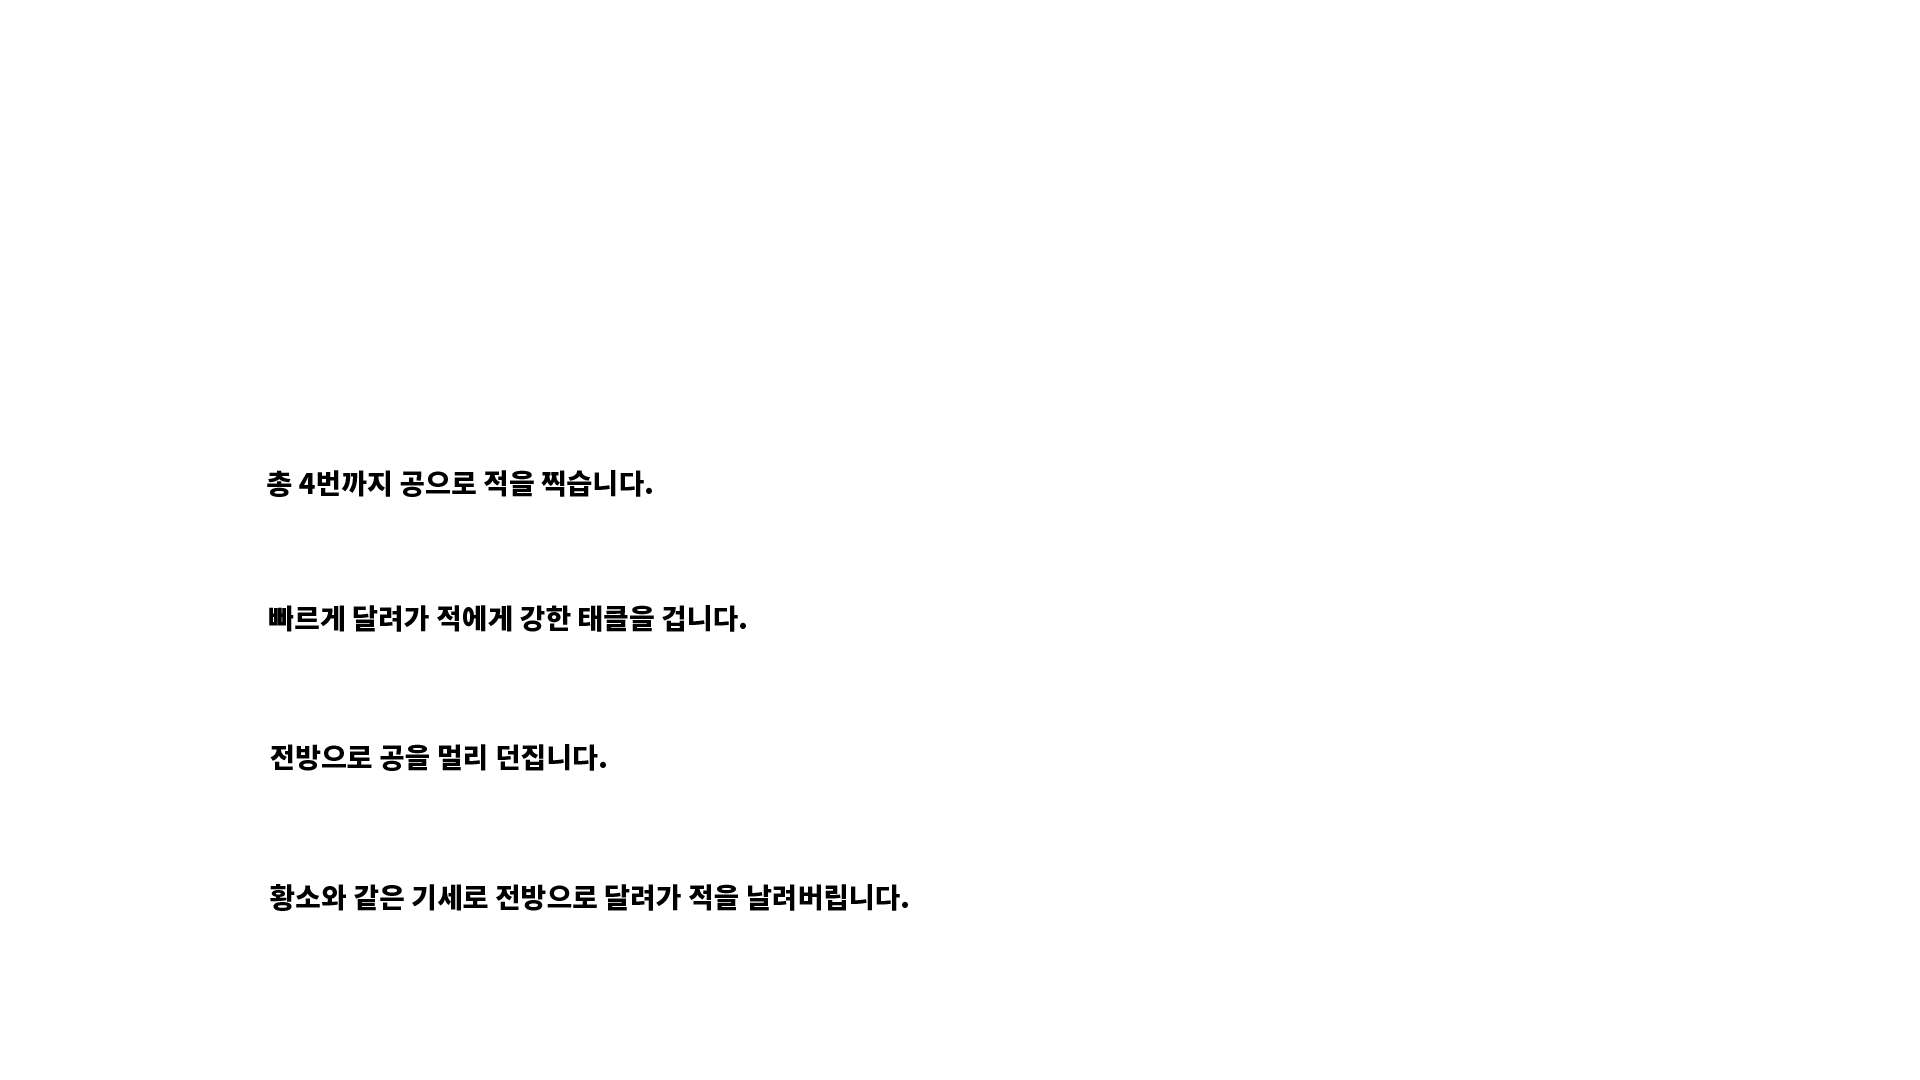 총 4번까지 공으로 적을 찍습니다.
빠르게 달려가 적에게 강한 태클을 겁니다.
전방으로 공을 멀리 던집니다.
황소와 같은 기세로 전방으로 달려가 적을 날려버립니다.